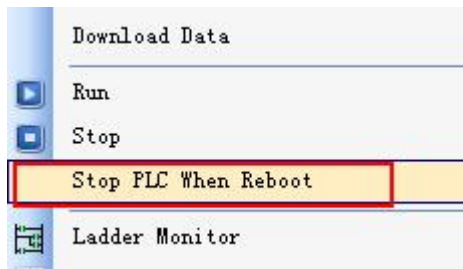 Download Data
Run
Stop
Stop PLC When Reboot
Ladder Monitor